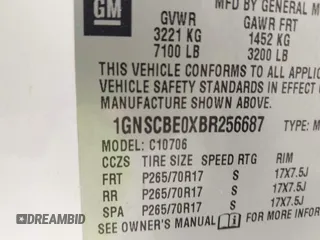 GM
MFD BY GENERAL M
GVWR GAWR FRT
3221 KG 1452 KG
7100 LB 3200 LB
THIS VEHICLE CONFORMS TO ALL APPLIC
VEHICLE SAFETY STANDARDS IN EFFECT
1GNSCBE0XBR256687 TYPE: M
MODEL: C10706
CCZS TIRE SIZE SPEED RTG RIM
FRT P265/70R17 S 17X7.5J
RR P265/70R17 S 17X7.5J
SPA P265/70R17 S 17X7.5J
SEE OWNER'S MANUAL FOR MORE INFOR
DREAMBID